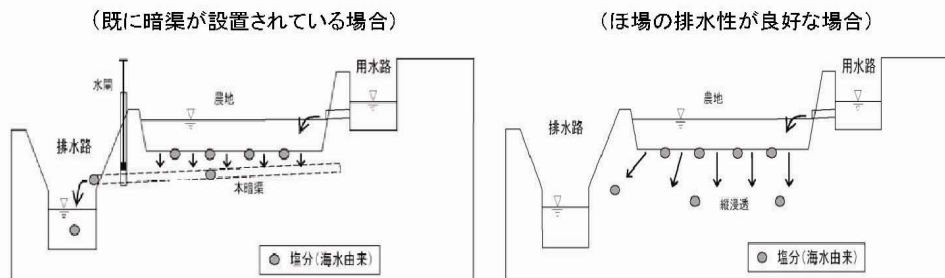 (既に暗渠が設置されている場合)
水閘
農地
用水路
排水路
本暗渠
塩分(海水由来)
(ほ場の排水性が良好な場合)
用水路
農地
排水路
縦浸透
塩分(海水由来)